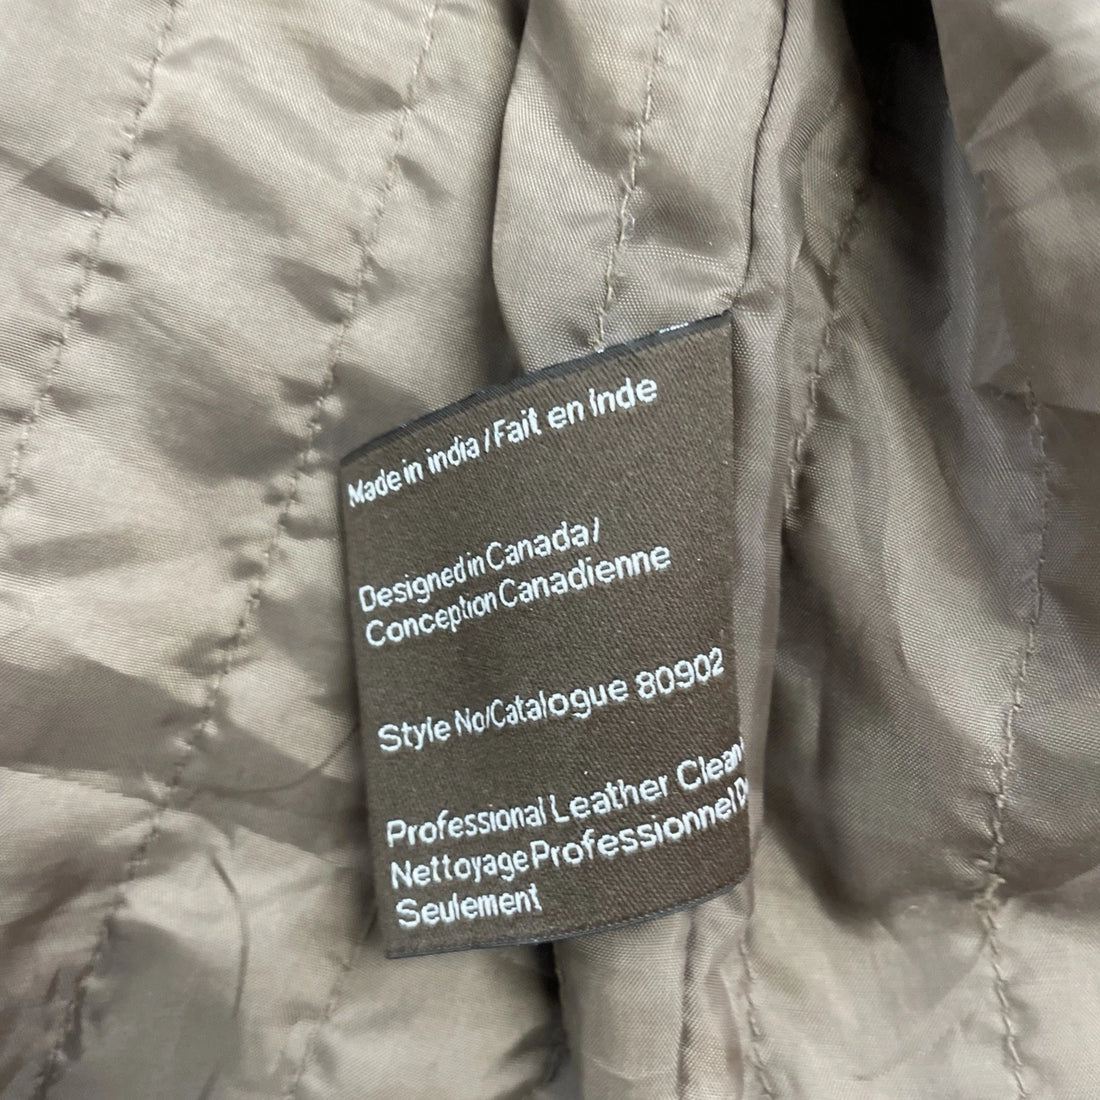 Made in india / Fait en Inde
Designed in Canada /
Conception Canadienne
Style No/Catalogue 80902
Professional Leather Clean
Nettoyage Professionnel
Seulement